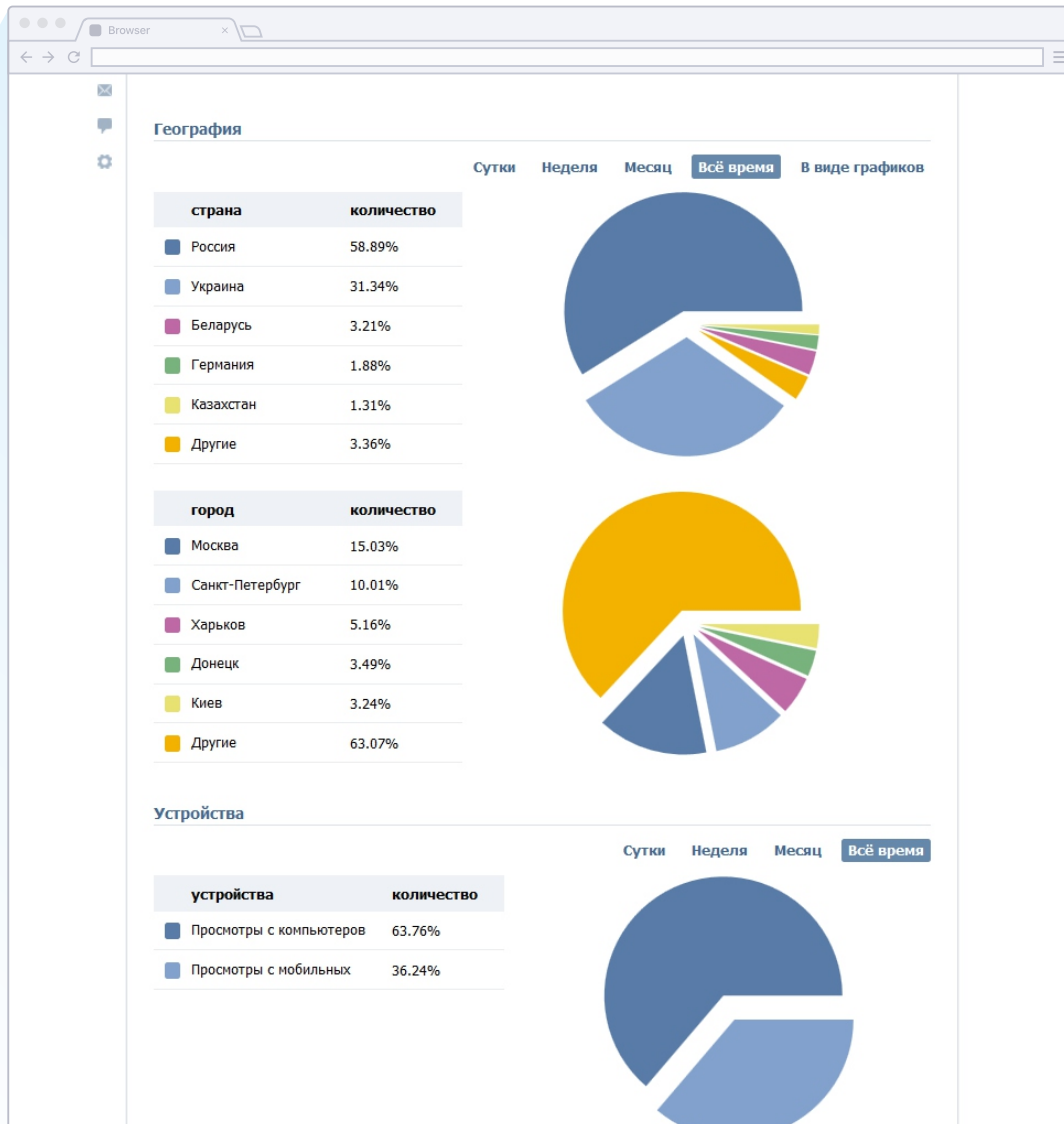 Browser
География
Сутки Неделя Месяц Всё время В виде графиков
страна количество
Россия 58.89%
Украина 31.34%
Беларусь 3.21%
Германия 1.88%
Казахстан 1.31%
Другие 3.36%
город количество
Москва 15.03%
Санкт-Петербург 10.01%
Харьков 5.16%
Донецк 3.49%
Киев 3.24%
Другие 63.07%
Устройства
Сутки Неделя Месяц Всё время
устройства количество
Просмотры с компьютеров 63.76%
Просмотры с мобильных 36.24%